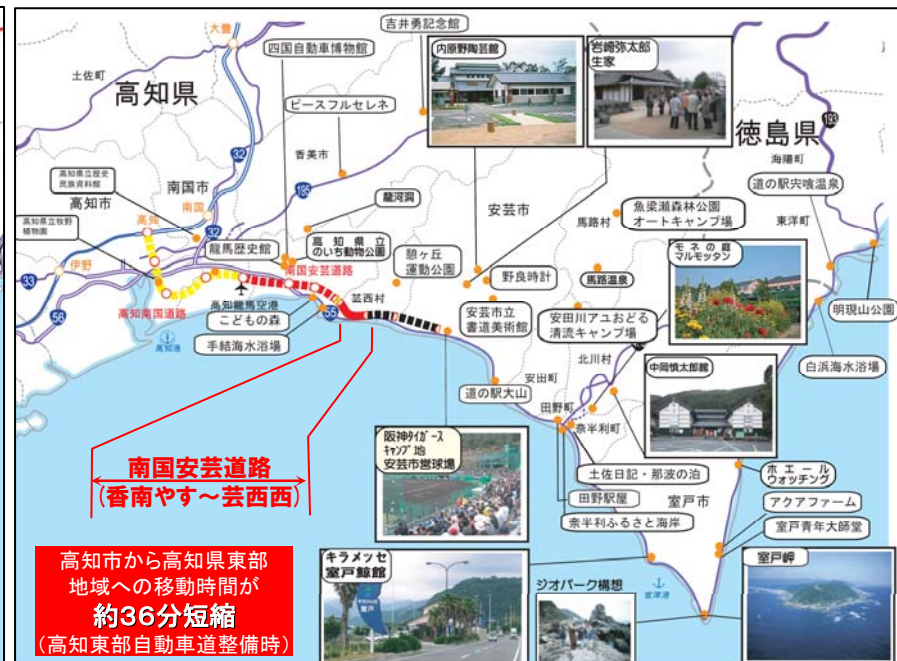 大豊
土佐町
高知県
四国自動車博物館
吉井勇記念館
ピースフルセレネ
内原野陶芸館
岩崎弥太郎
生家
徳島県
193
海陽町
道の駅宍喰温泉
東洋町
32
香美市
195
高知県立歴史
民族資料館
南国市
高知市
南国
高知
32
龍河洞
安芸市
馬路村
魚梁瀬森林公園
オートキャンプ場
高知県立牧野
植物園
龍馬歴史館
高知県立
のいち動物公園
憩ヶ丘
運動公園
野良時計
馬路温泉
モネの庭
マルモッタン
伊野
33
56
南国安芸道路
芸西村
高知南国道路
高知龍馬空港
こどもの森
55
手結海水浴場
高知港
安芸市立
書道美術館
安田川アユおどる
清流キャンプ場
明現山公園
北川村
白浜海水浴場
中岡慎太郎館
道の駅大山
安田町
田野町
奈半利町
南国安芸道路
(香南やす～芸西西)
阪神タイガース
キャンプ地
安芸市営球場
土佐日記・那波の泊
田野駅屋
奈半利ふるさと海岸
室戸市
ホエール
ウォッチング
アクアファーム
室戸青年大師堂
高知市から高知県東部
地域への移動時間が
約36分短縮
(高知東部自動車道整備時)
キラメッセ
室戸鯨館
ジオパーク構想
室津港
室戸岬